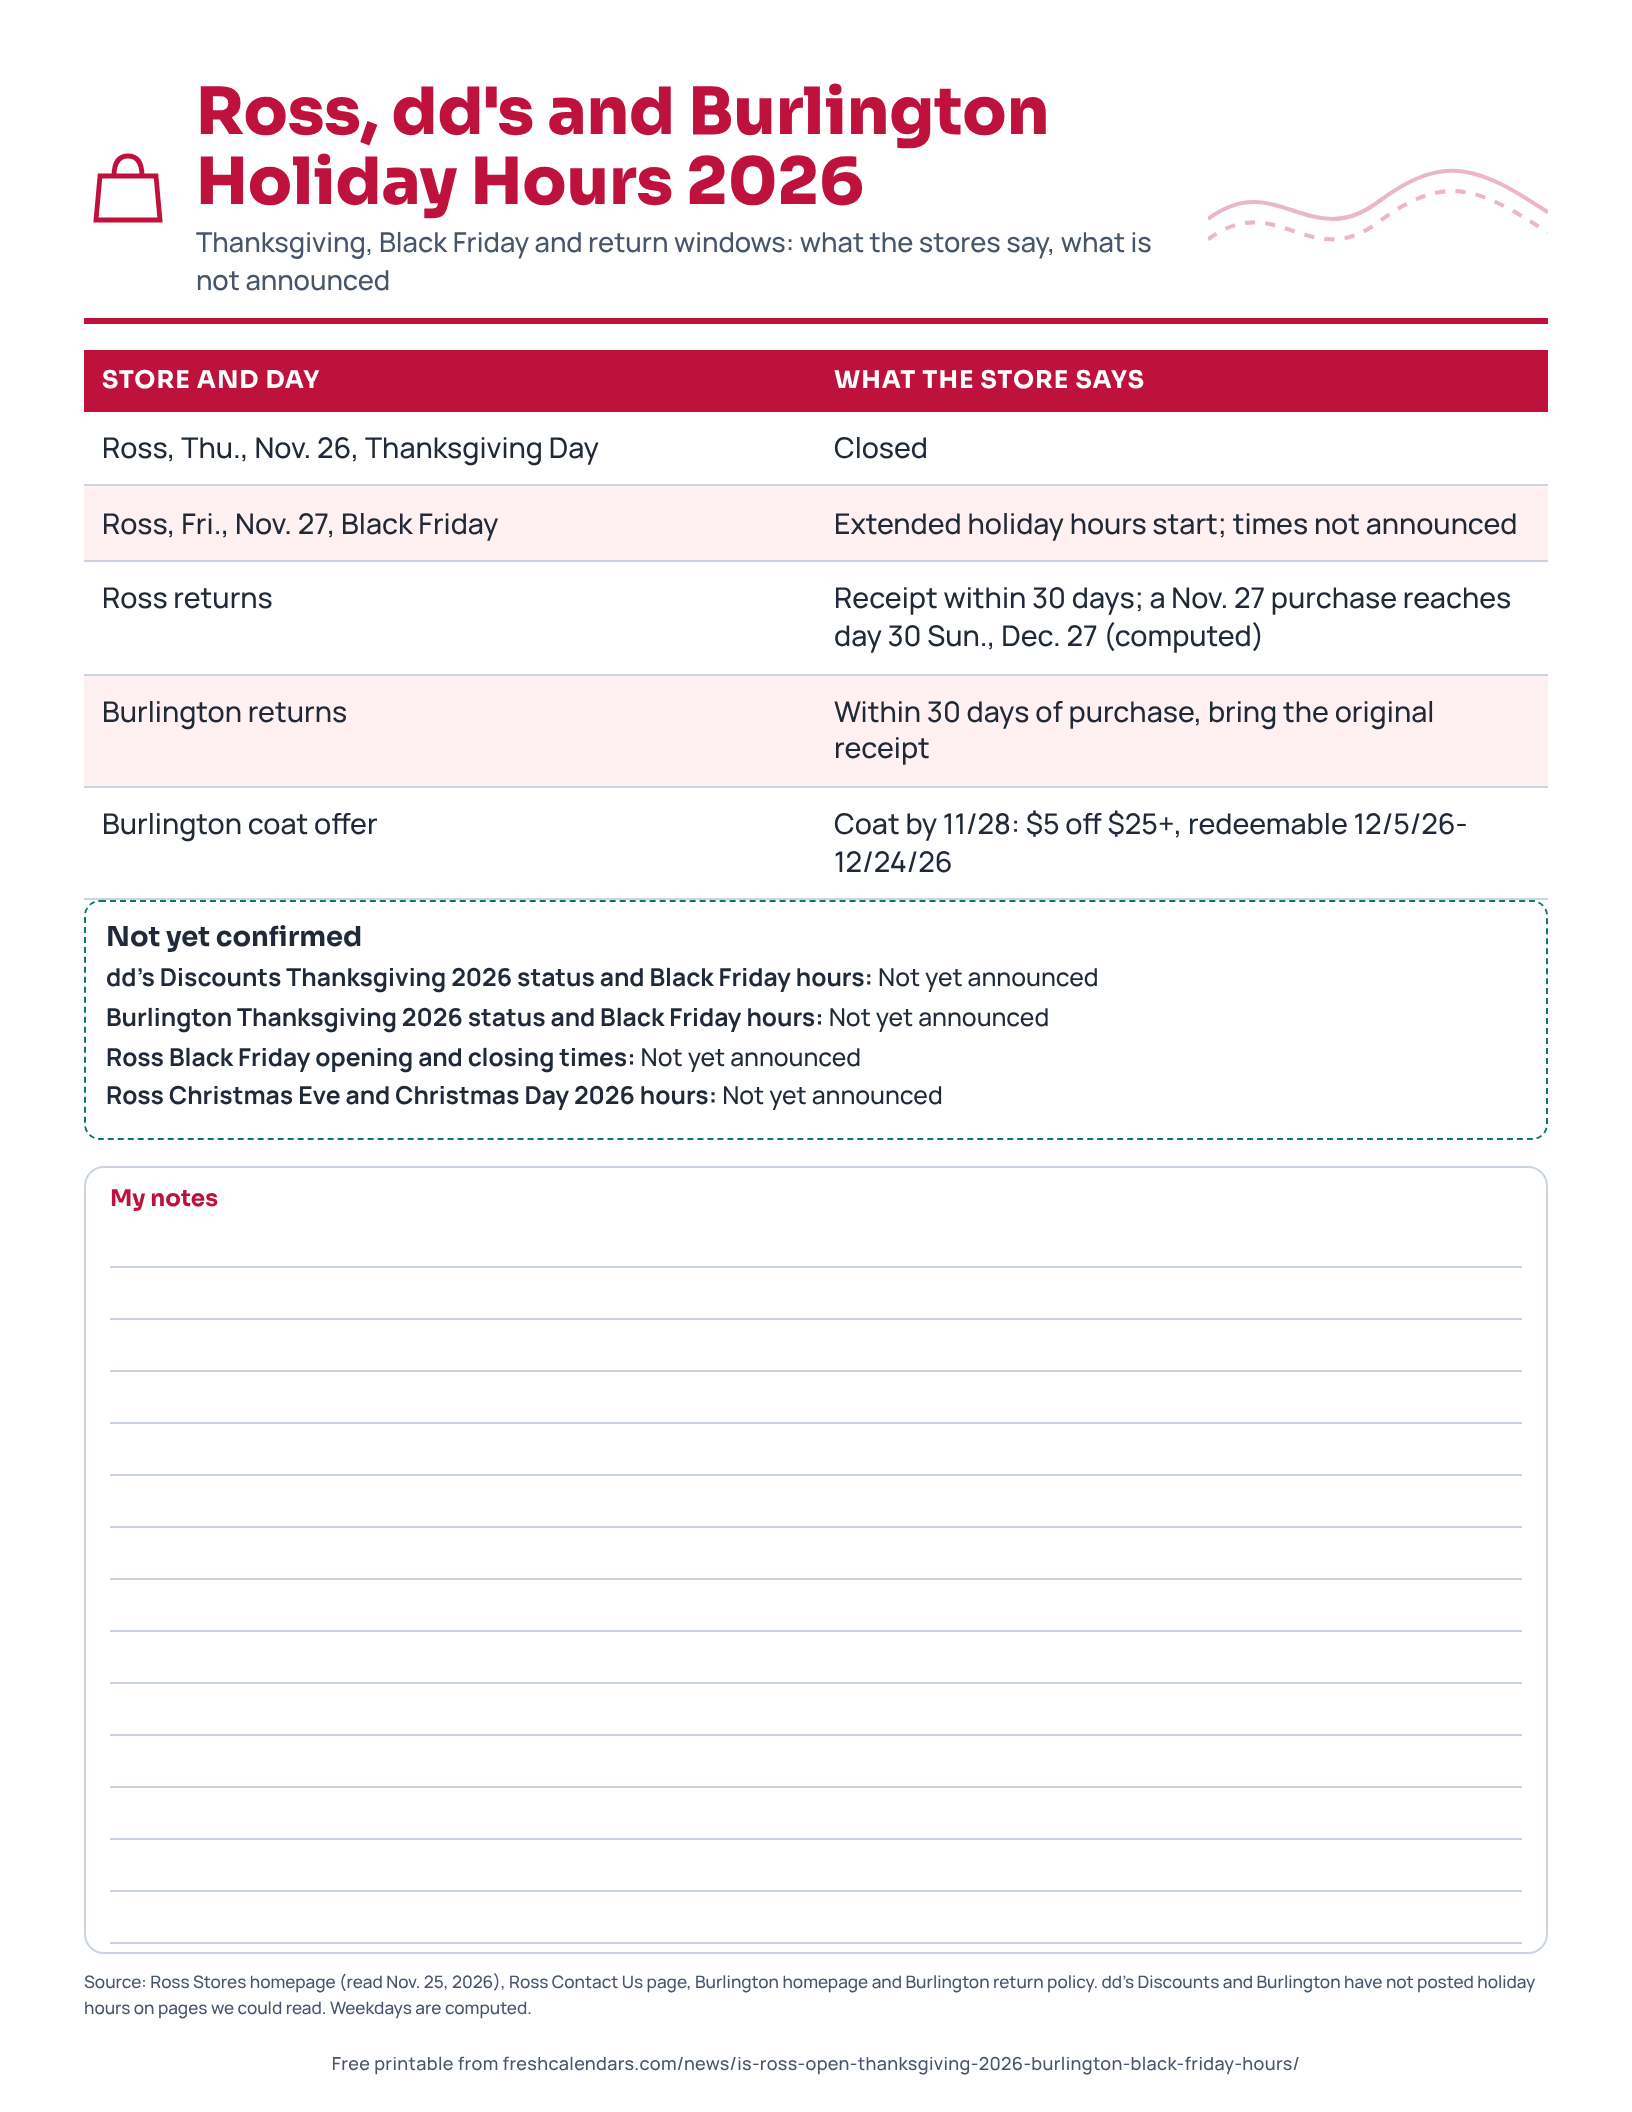 Ross, dd's and Burlington
Holiday Hours 2026
Thanksgiving, Black Friday and return windows: what the stores say, what is
not announced
STORE AND DAY
WHAT THE STORE SAYS
Ross, Thu., Nov. 26, Thanksgiving Day
Closed
Ross, Fri., Nov. 27, Black Friday
Extended holiday hours start; times not announced
Ross returns
Receipt within 30 days; a Nov. 27 purchase reaches
day 30 Sun., Dec. 27 (computed)
Burlington returns
Within 30 days of purchase, bring the original
receipt
Burlington coat offer
Coat by 11/28: $5 off $25+, redeemable 12/5/26-
12/24/26
Not yet confirmed
dd’s Discounts Thanksgiving 2026 status and Black Friday hours: Not yet announced
Burlington Thanksgiving 2026 status and Black Friday hours: Not yet announced
Ross Black Friday opening and closing times: Not yet announced
Ross Christmas Eve and Christmas Day 2026 hours: Not yet announced
My notes
Source: Ross Stores homepage (read Nov. 25, 2026), Ross Contact Us page, Burlington homepage and Burlington return policy. dd's Discounts and Burlington have not posted holiday
hours on pages we could read. Weekdays are computed.
Free printable from freshcalendars.com/news/is-ross-open-thanksgiving-2026-burlington-black-friday-hours/